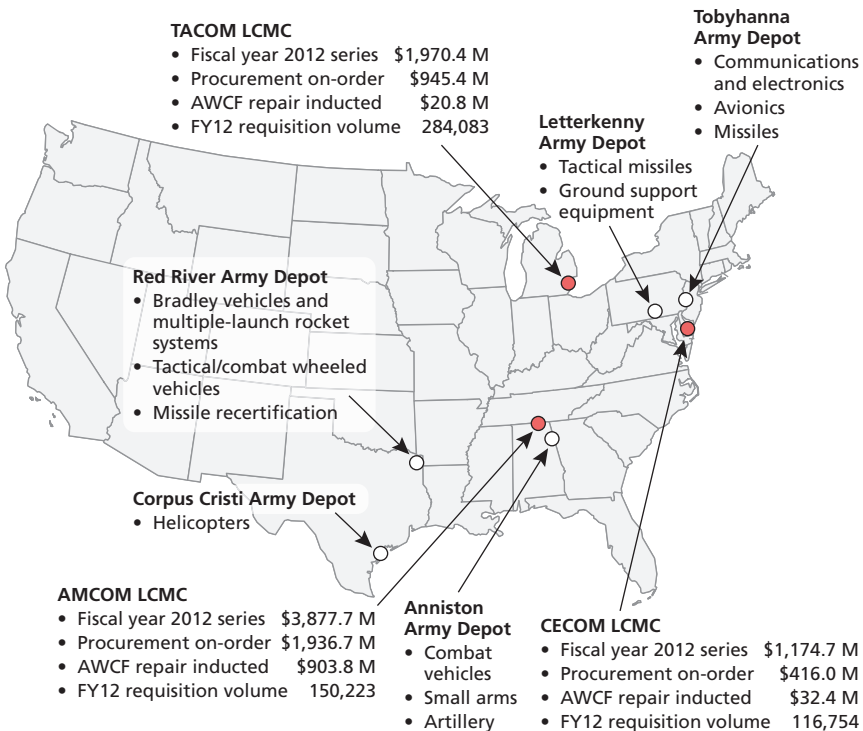 TACOM LCMC
• Fiscal year 2012 series $1,970.4 M
• Procurement on-order $945.4 M
• AWCF repair inducted $20.8 M
• FY12 requisition volume 284,083
Tobyhanna
Army Depot
• Communications
and electronics
• Avionics
• Missiles
Letterkenny
Army Depot
• Tactical missiles
• Ground support
equipment
Red River Army Depot
• Bradley vehicles and
multiple-launch rocket
systems
• Tactical/combat wheeled
vehicles
• Missile recertification
Corpus Cristi Army Depot
• Helicopters
AMCOM LCMC
• Fiscal year 2012 series $3,877.7 M
• Procurement on-order $1,936.7 M
• AWCF repair inducted $903.8 M
• FY12 requisition volume 150,223
Anniston
Army Depot
• Combat
vehicles
• Small arms
• Artillery
CECOM LCMC
• Fiscal year 2012 series $1,174.7 M
• Procurement on-order $416.0 M
• AWCF repair inducted $32.4 M
• FY12 requisition volume 116,754